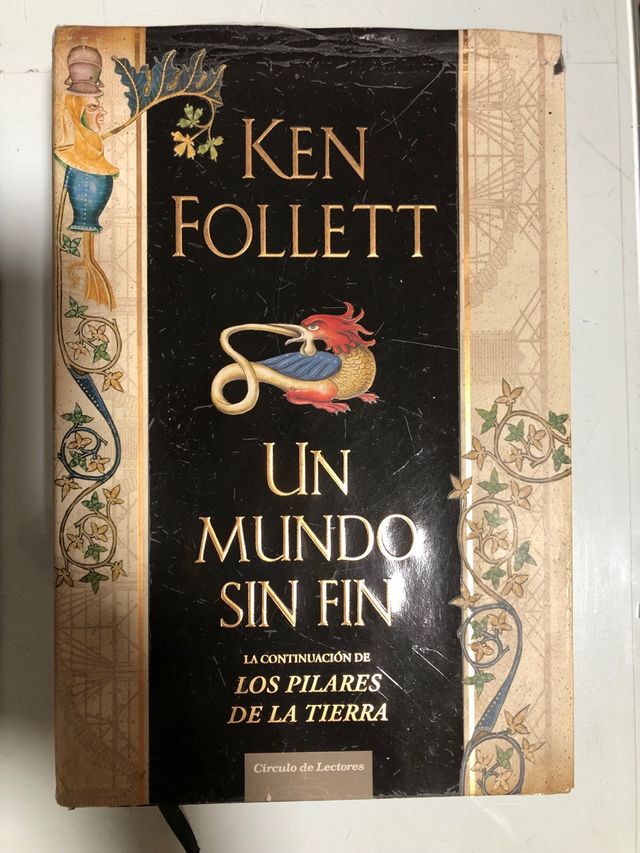 KEN
FOLLETT
UN
MUNDO
SIN FIN
LA CONTINUACIÓN DE
LOS PILARES
DE LA TIERRA
Círculo de Lectores